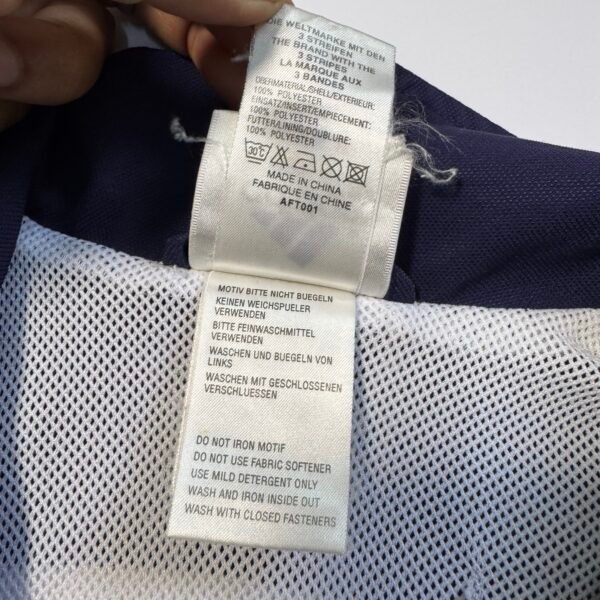 DIE WELTMARKE MIT DEN
3 STREIFEN
THE BRAND WITH THE
3 STRIPES
LA MARQUE AUX
3 BANDES
OBERMATERIAL/SHELL/EXTERIEUR:
100% POLYESTER
EINSATZ/INSERT/EMPIECEMENT:
100% POLYESTER
FUTTER/LINING/DOUBLURE:
100% POLYESTER
30°C
MADE IN CHINA
FABRIQUE EN CHINE
AFT001
MOTIV BITTE NICHT BUEGELN
KEINEN WEICHSPUELER
VERWENDEN
BITTE FEINWASCHMITTEL
VERWENDEN
WASCHEN UND BUEGELN VON
LINKS
WASCHEN MIT GESCHLOSSENEN
VERSCHLUESSEN
DO NOT IRON MOTIF
DO NOT USE FABRIC SOFTENER
USE MILD DETERGENT ONLY
WASH AND IRON INSIDE OUT
WASH WITH CLOSED FASTENERS